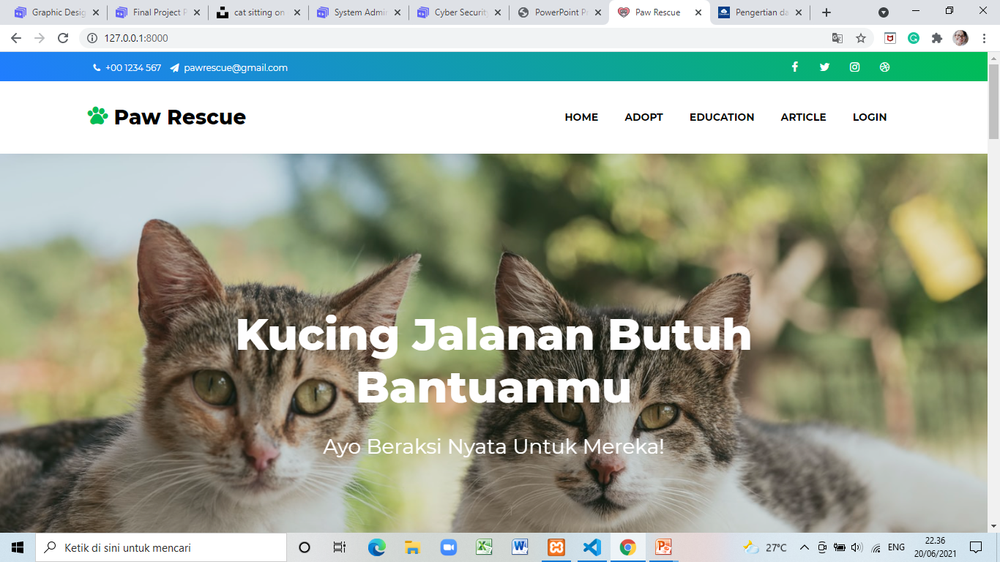 Graphic Desig
Final Project P
cat sitting on
System Admi
Cyber Security
PowerPoint P
Paw Rescue
Pengertian da
127.0.0.1:8000
+00 1234 567
pawrescue@gmail.com
Paw Rescue
HOME
ADOPT
EDUCATION
ARTICLE
LOGIN
Kucing Jalanan Butuh
Bantuanmu
Ayo Beraksi Nyata Untuk Mereka!
Ketik di sini untuk mencari
27°C
ENG
22.36
20/06/2021